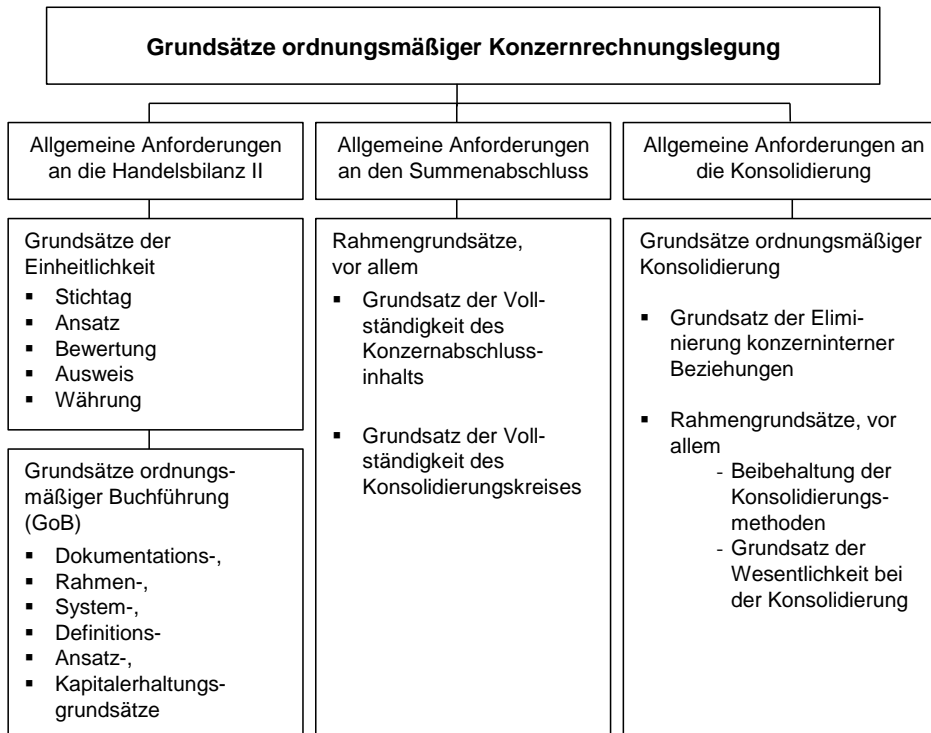 Grundsätze ordnungsmäßiger Konzernrechnungslegung
Allgemeine Anforderungen
an die Handelsbilanz II
Allgemeine Anforderungen
an den Summenabschluss
Allgemeine Anforderungen an
die Konsolidierung
Grundsätze der
Einheitlichkeit
▪ Stichtag
▪ Ansatz
▪ Bewertung
▪ Ausweis
▪ Währung
Grundsätze ordnungs-
mäßiger Buchführung
(GoB)
▪ Dokumentations-,
▪ Rahmen-,
▪ System-,
▪ Definitions-
▪ Ansatz-,
▪ Kapitalerhaltungs-
grundsätze
Rahmengrundsätze,
vor allem
▪ Grundsatz der Voll-
ständigkeit des
Konzernabschluss-
inhalts
▪ Grundsatz der Voll-
ständigkeit des
Konsolidierungskreises
Grundsätze ordnungsmäßiger
Konsolidierung
▪ Grundsatz der Elimi-
nierung konzerninterner
Beziehungen
▪ Rahmengrundsätze, vor
allem
- Beibehaltung der
Konsolidierungs-
methoden
- Grundsatz der
Wesentlichkeit bei
der Konsolidierung